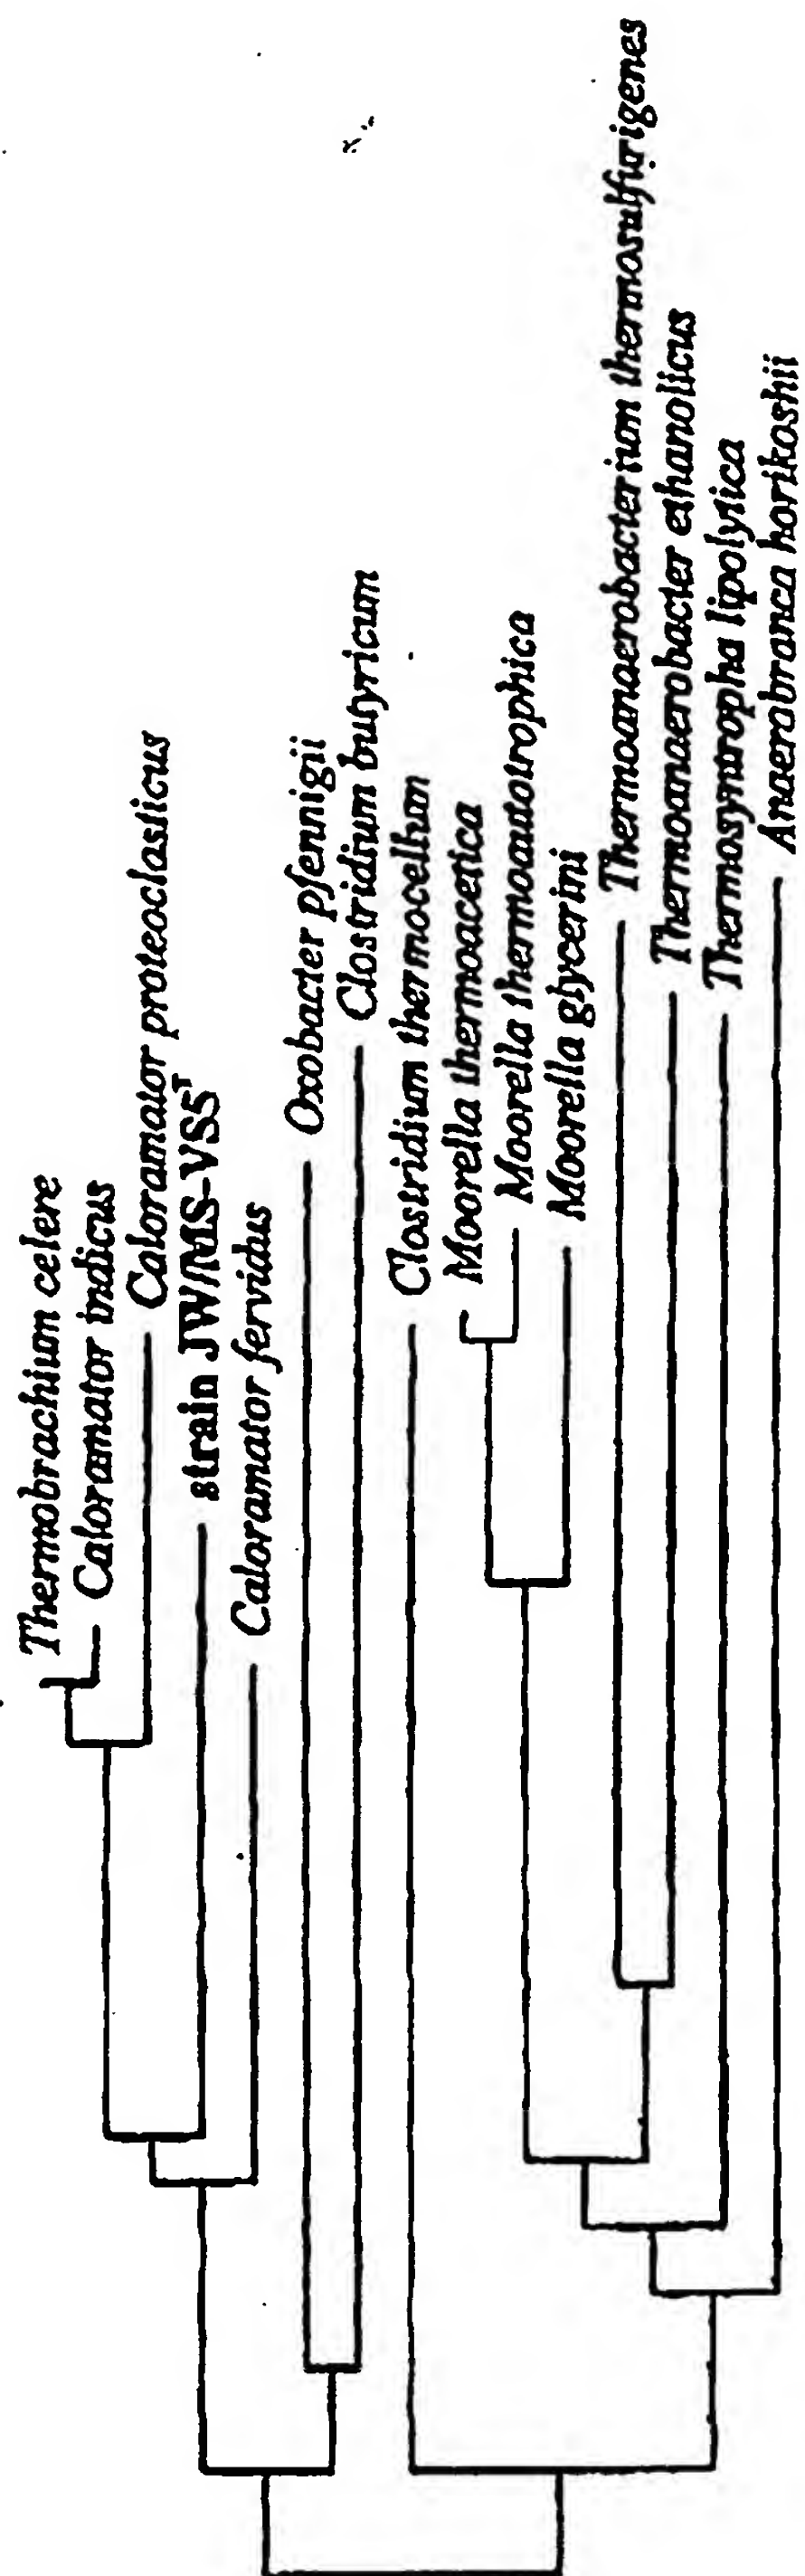 Thermobrachium celere
Caloramator indicus
Caloramator proteoclasticus
strain JW/MS-VS5ᵀ
Caloramator fervidus
Oxobacter pfennigii
Clostridium butyricum
Clostridium thermocellum
Moorella thermoacetica
Moorella thermoautotrophica
Moorella glycerini
Thermoanaerobacterium thermosulfurigenes
Thermoanaerobacter ethanolicus
Thermosyntropha lipolytica
Anaerobranca horikoshii